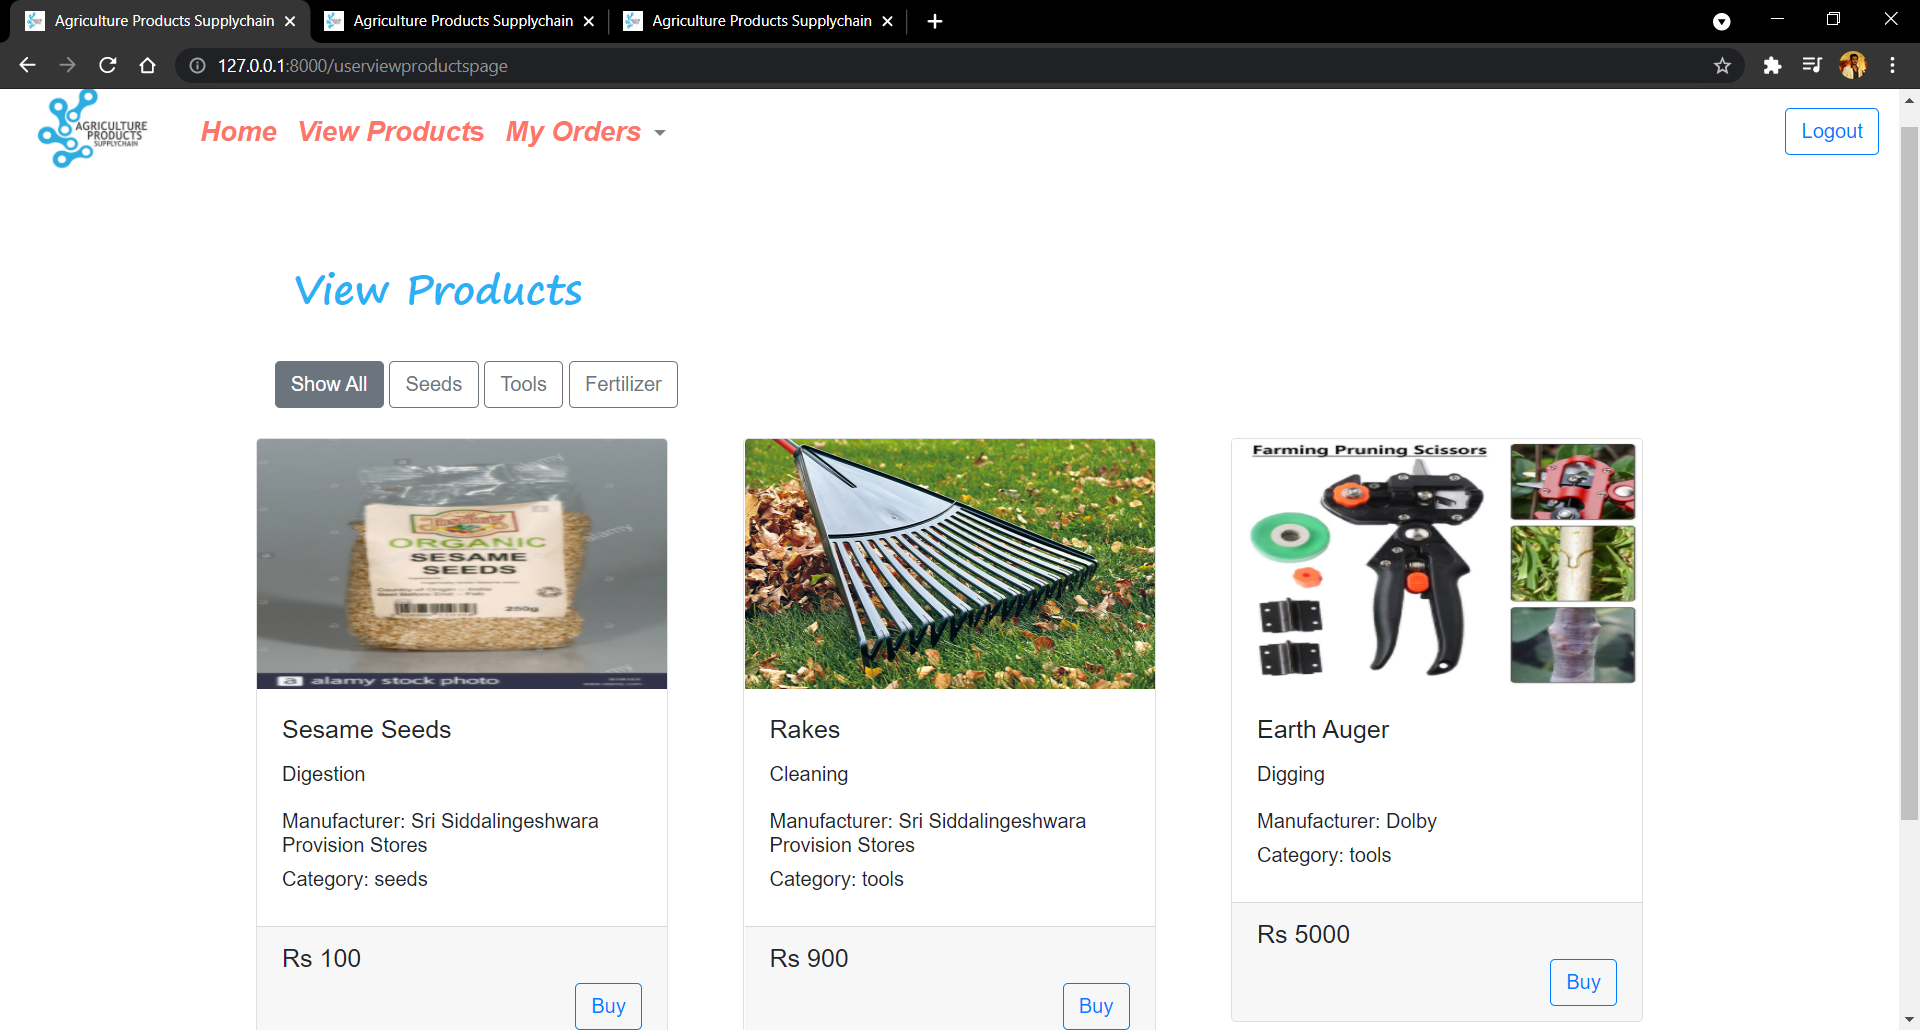 Agriculture Products Supplychain
Agriculture Products Supplychain
Agriculture Products Supplychain
127.0.0.1:8000/userviewproductspage
AGRICULTURE
PRODUCTS
SUPPLYCHAIN
Home View Products My Orders
Logout
View Products
Show All Seeds Tools Fertilizer
ORGANIC
SESAME
SEEDS
250g
alamy
alamy
a alamy stock photo
Farming Pruning Scissors
Sesame Seeds
Digestion
Manufacturer: Sri Siddalingeshwara
Provision Stores
Category: seeds
Rs 100
Buy
Rakes
Cleaning
Manufacturer: Sri Siddalingeshwara
Provision Stores
Category: tools
Rs 900
Buy
Earth Auger
Digging
Manufacturer: Dolby
Category: tools
Rs 5000
Buy